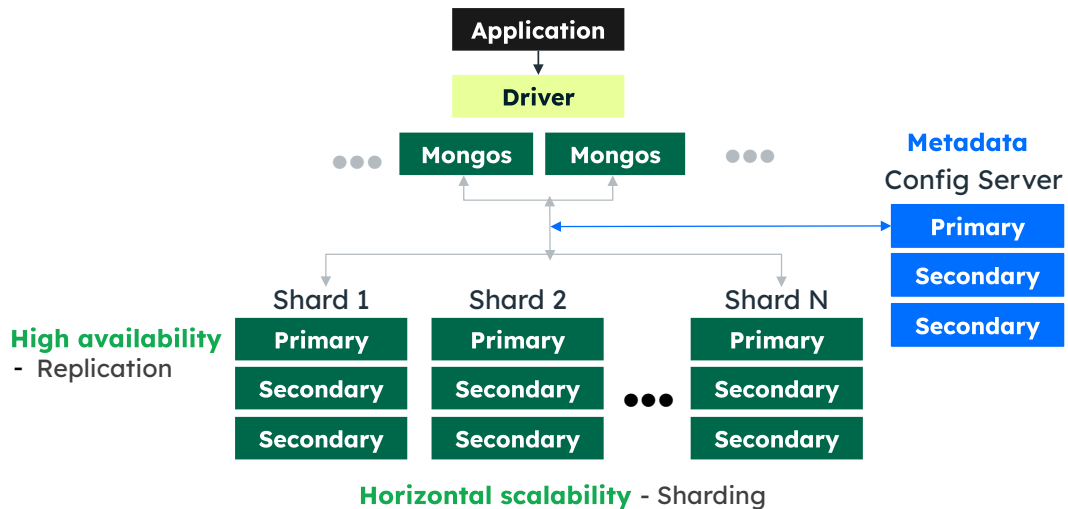 Application
Driver
Mongos Mongos
Metadata
Config Server
Primary
Secondary
Secondary
Shard 1 Shard 2 Shard N
High availability
- Replication
Primary Primary Primary
Secondary Secondary Secondary
Secondary Secondary Secondary
Horizontal scalability - Sharding